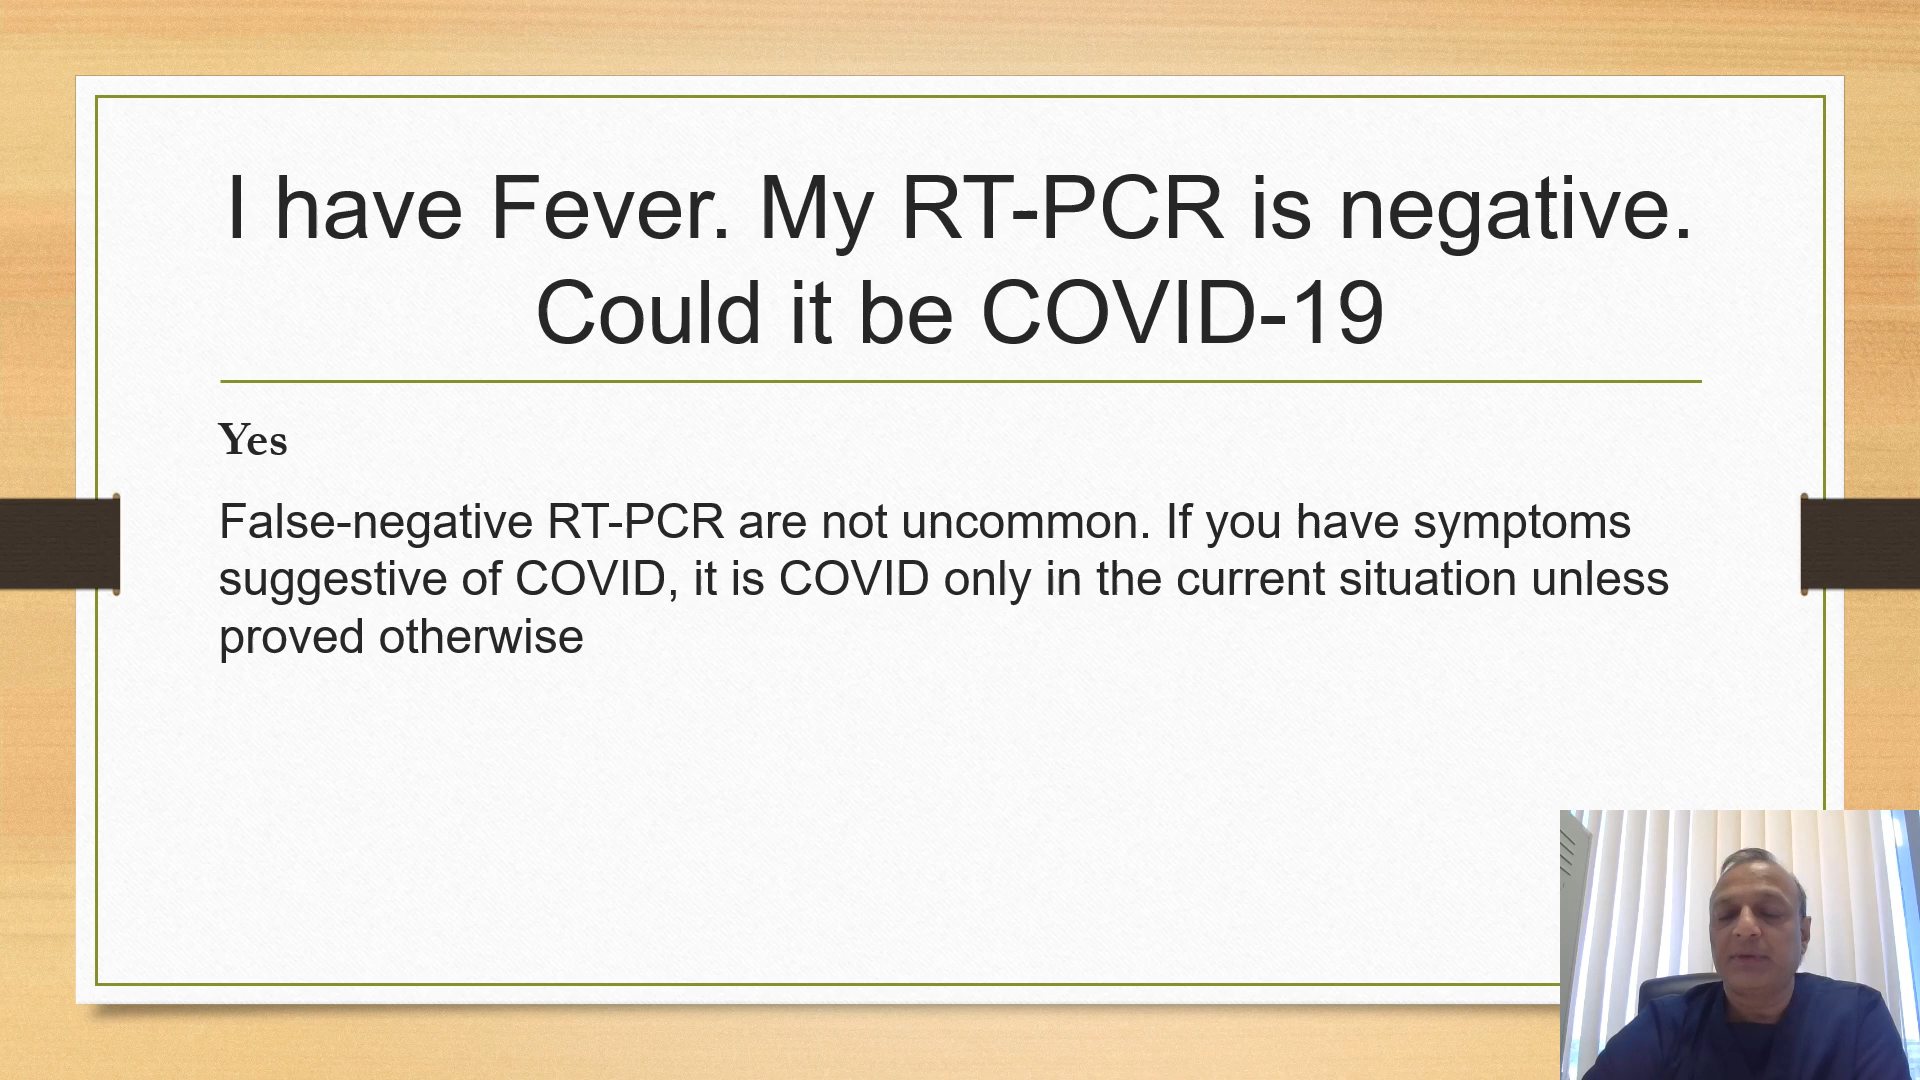 I have Fever. My RT-PCR is negative.
Could it be COVID-19
Yes
False-negative RT-PCR are not uncommon. If you have symptoms
suggestive of COVID, it is COVID only in the current situation unless
proved otherwise